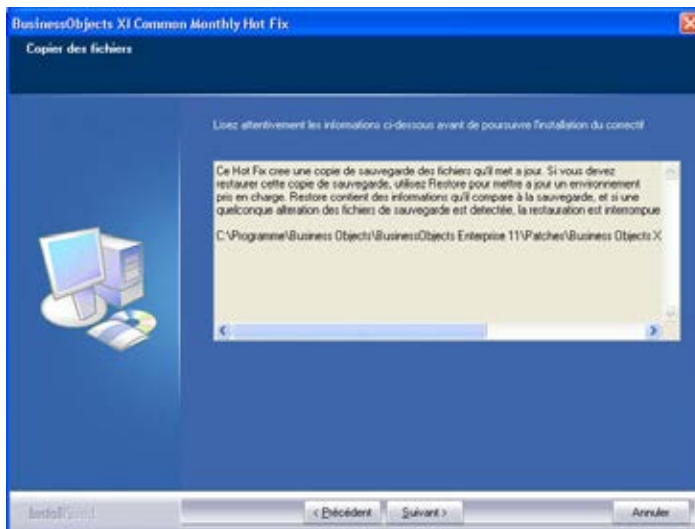 BusinessObjects XI Common Monthly Hot Fix
Copier des fichiers
Lisez attentivement les informations ci-dessous avant de poursuivre l'installation du correctif
Ce Hot Fix cree une copie de sauvegarde des fichiers qu'il met a jour. Si vous devez
restaurer cette copie de sauvegarde, utilisez Restore pour mettre a jour un environnement
pris en charge. Restore contient des informations qu'il compare à la sauvegarde, et si une
quelconque alteration des fichiers de sauvegarde est detectée, la restauration est interrompue
C:\Programme\Business Objects\BusinessObjects Enterprise 11\Patches\Business Objects X
InstallShield
< Précédent
Suivant >
Annuler